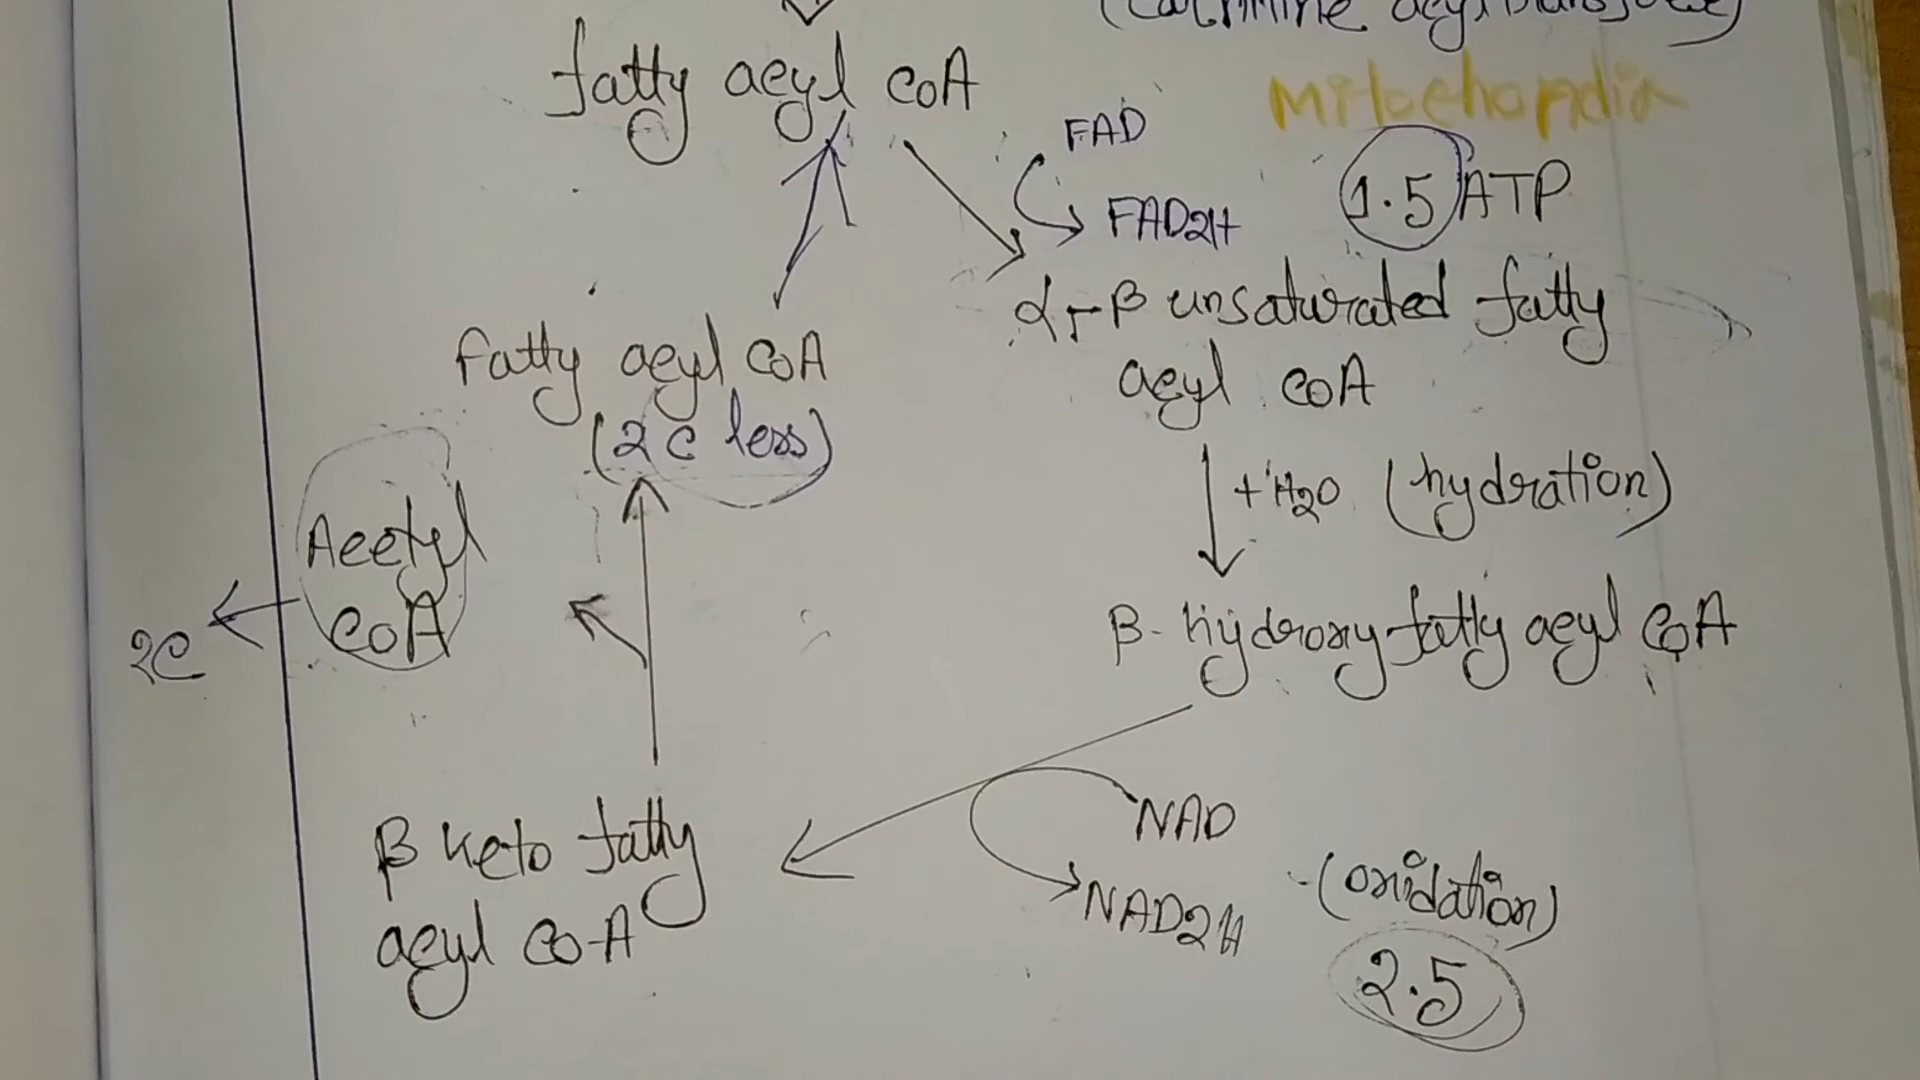 fatty acyl coA
Mitochondia
FAD
FAD2H
1.5 ATP
α-β unsaturated fatty
acyl coA
fatty acyl CoA
(2C less)
+ H2O (hydration)
Acetyl
CoA
2C
β-hydroxy fatty acyl CoA
NAD
NAD2H
(oxidation)
2.5
β keto fatty
acyl Co-A